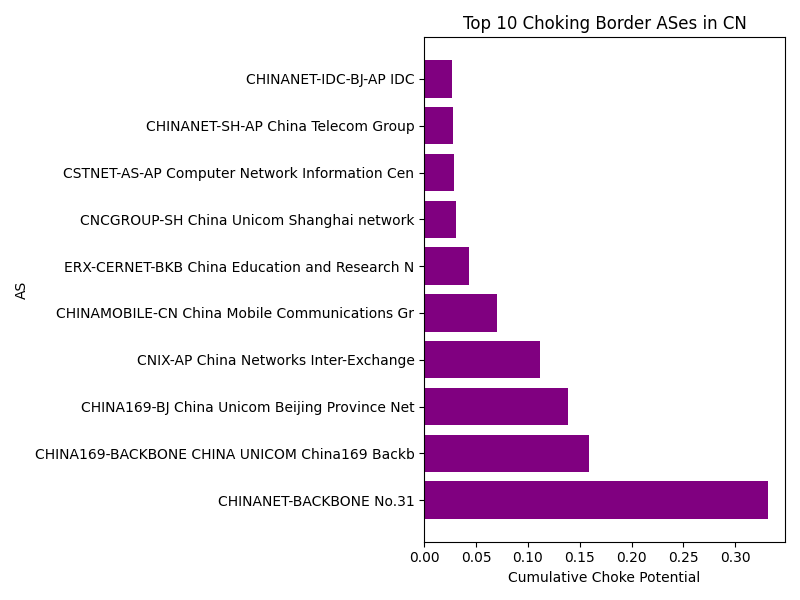 Top 10 Choking Border ASes in CN
CHINANET-IDC-BJ-AP IDC
CHINANET-SH-AP China Telecom Group
CSTNET-AS-AP Computer Network Information Cen
CNCGROUP-SH China Unicom Shanghai network
ERX-CERNET-BKB China Education and Research N
CHINAMOBILE-CN China Mobile Communications Gr
CNIX-AP China Networks Inter-Exchange
CHINA169-BJ China Unicom Beijing Province Net
CHINA169-BACKBONE CHINA UNICOM China169 Backb
CHINANET-BACKBONE No.31
AS
0.00 0.05 0.10 0.15 0.20 0.25 0.30
Cumulative Choke Potential